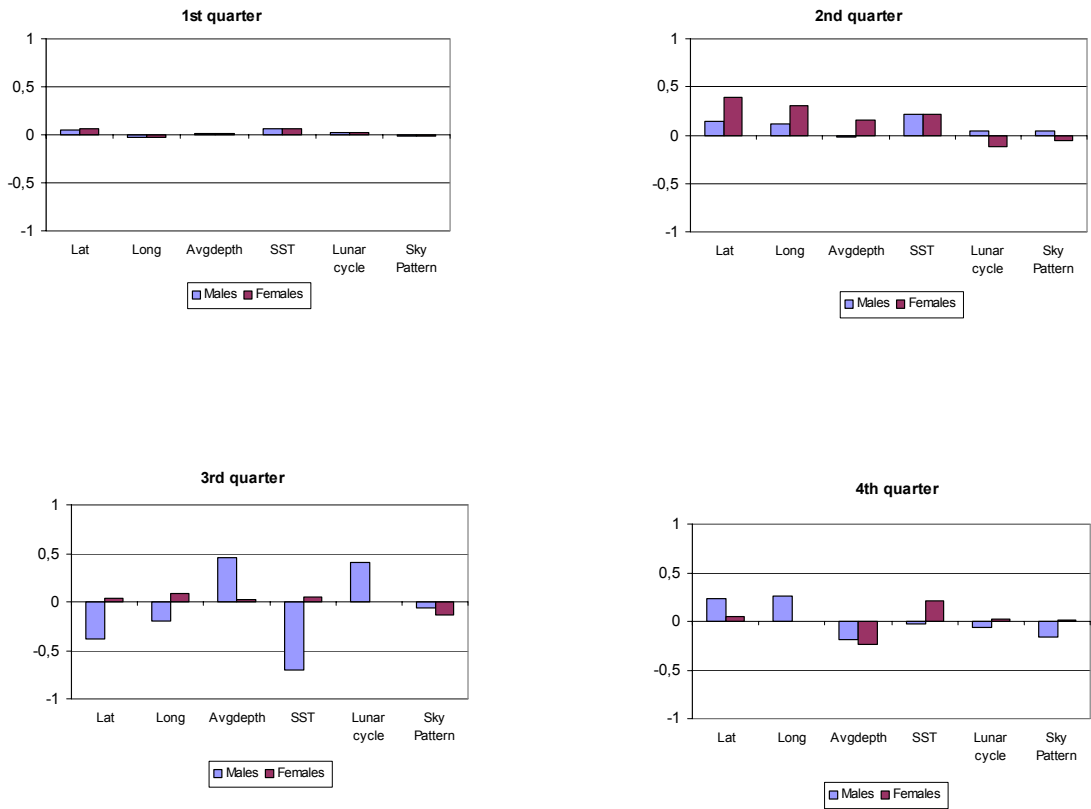 1st quarter
1
0,5
0
-0,5
-1
Lat Long Avgdepth SST Lunar cycle Sky Pattern
Males Females
2nd quarter
1
0,5
0
-0,5
-1
Lat Long Avgdepth SST Lunar cycle Sky Pattern
Males Females
3rd quarter
1
0,5
0
-0,5
-1
Lat Long Avgdepth SST Lunar cycle Sky Pattern
Males Females
4th quarter
1
0,5
0
-0,5
-1
Lat Long Avgdepth SST Lunar cycle Sky Pattern
Males Females